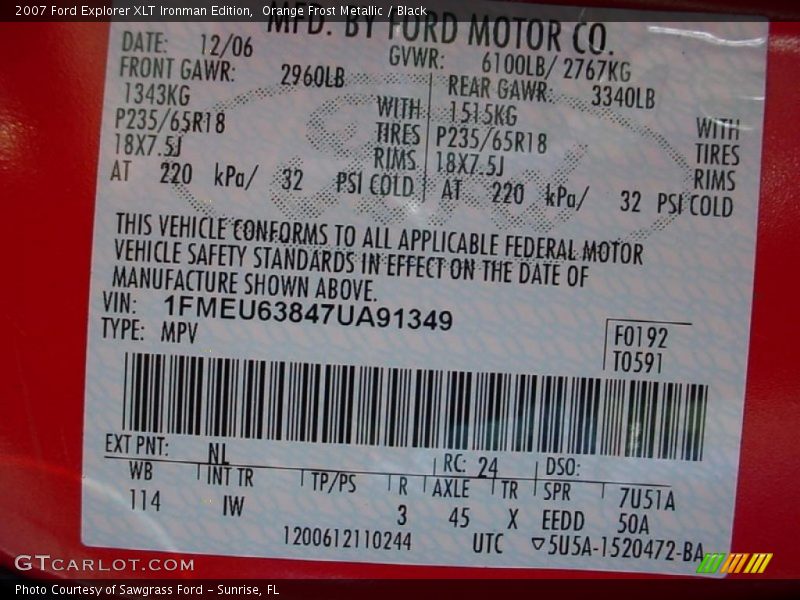 2007 Ford Explorer XLT Ironman Edition,  Orange Frost Metallic / Black
MFD. BY FORD MOTOR CO.
DATE: 12/06 GVWR: 6100LB/ 2767KG
FRONT GAWR: 2960LB REAR GAWR: 3340LB
1343KG WITH 1515KG WITH
P235/65R18 TIRES P235/65R18 TIRES
18X7.5J RIMS 18X7.5J RIMS
AT 220 kPa/ 32 PSI COLD AT 220 kPa/ 32 PSI COLD
THIS VEHICLE CONFORMS TO ALL APPLICABLE FEDERAL MOTOR
VEHICLE SAFETY STANDARDS IN EFFECT ON THE DATE OF
MANUFACTURE SHOWN ABOVE.
VIN: 1FMEU63847UA91349
TYPE: MPV
F0192
T0591
EXT PNT: NL RC: 24 DSO:
WB INT TR TP/PS R AXLE TR SPR 7U51A
114 IW 3 45 X EEDD 50A
1200612110244 UTC ▽5U5A-1520472-BA
GTCARLOT.COM
Photo Courtesy of Sawgrass Ford - Sunrise, FL